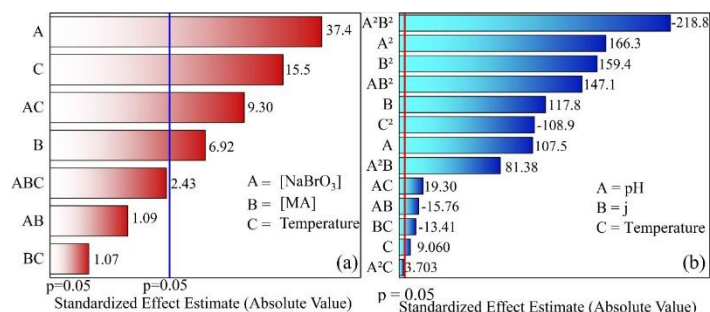 A
37.4
C
15.5
AC
9.30
B
6.92
ABC
2.43
AB
1.09
BC
1.07
A = [NaBrO₃]
B = [MA]
C = Temperature
(a)
p=0.05
p=0.05
Standardized Effect Estimate (Absolute Value)
A²B²
-218.8
A²
166.3
B²
159.4
AB²
147.1
B
117.8
C²
-108.9
A
107.5
A²B
81.38
AC
19.30
AB
-15.76
BC
-13.41
C
9.060
A²C
3.703
A = pH
B = j
C = Temperature
(b)
p = 0.05
Standardized Effect Estimate (Absolute Value)